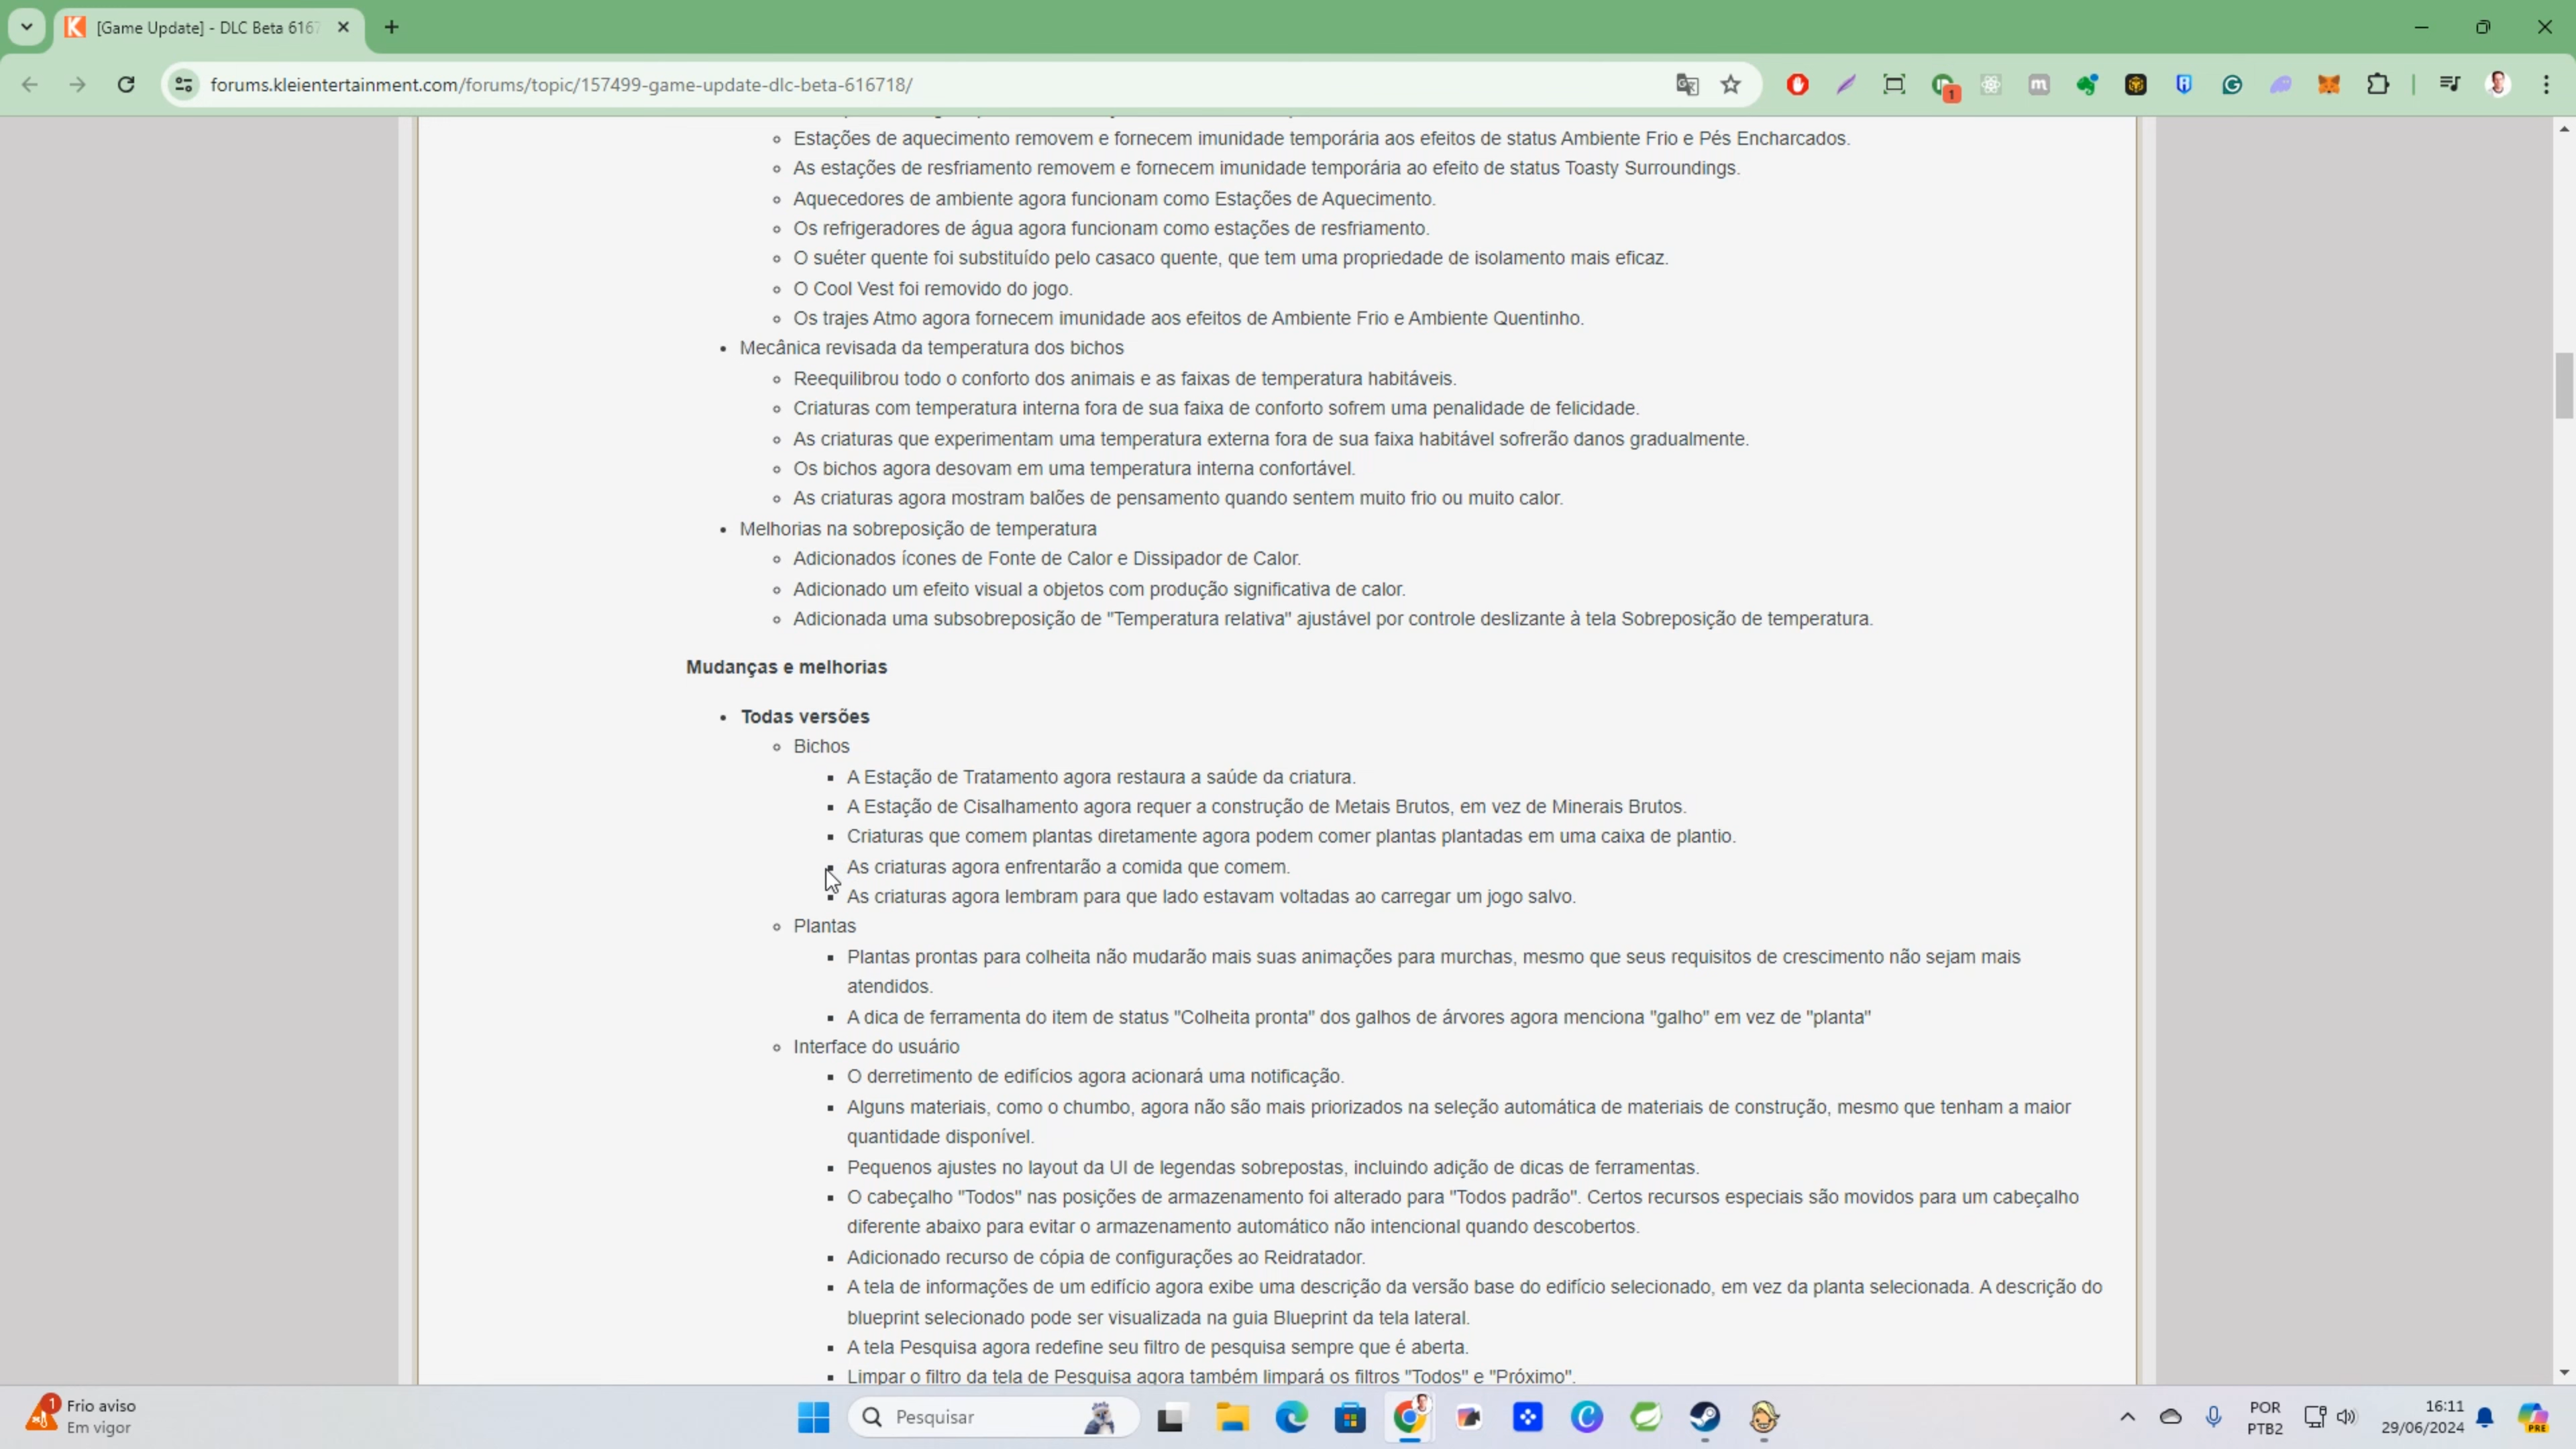 [Game Update] - DLC Beta 6167
forums.kleientertainment.com/forums/topic/157499-game-update-dlc-beta-616718/
1
Estações de aquecimento removem e fornecem imunidade temporária aos efeitos de status Ambiente Frio e Pés Encharcados.
As estações de resfriamento removem e fornecem imunidade temporária ao efeito de status Toasty Surroundings.
Aquecedores de ambiente agora funcionam como Estações de Aquecimento.
Os refrigeradores de água agora funcionam como estações de resfriamento.
O suéter quente foi substituído pelo casaco quente, que tem uma propriedade de isolamento mais eficaz.
O Cool Vest foi removido do jogo.
Os trajes Atmo agora fornecem imunidade aos efeitos de Ambiente Frio e Ambiente Quentinho.
Mecânica revisada da temperatura dos bichos
Reequilibrou todo o conforto dos animais e as faixas de temperatura habitáveis.
Criaturas com temperatura interna fora de sua faixa de conforto sofrem uma penalidade de felicidade.
As criaturas que experimentam uma temperatura externa fora de sua faixa habitável sofrerão danos gradualmente.
Os bichos agora desovam em uma temperatura interna confortável.
As criaturas agora mostram balões de pensamento quando sentem muito frio ou muito calor.
Melhorias na sobreposição de temperatura
Adicionados ícones de Fonte de Calor e Dissipador de Calor.
Adicionado um efeito visual a objetos com produção significativa de calor.
Adicionada uma subsobreposição de "Temperatura relativa" ajustável por controle deslizante à tela Sobreposição de temperatura.
Mudanças e melhorias
Todas versões
Bichos
A Estação de Tratamento agora restaura a saúde da criatura.
A Estação de Cisalhamento agora requer a construção de Metais Brutos, em vez de Minerais Brutos.
Criaturas que comem plantas diretamente agora podem comer plantas plantadas em uma caixa de plantio.
As criaturas agora enfrentarão a comida que comem.
As criaturas agora lembram para que lado estavam voltadas ao carregar um jogo salvo.
Plantas
Plantas prontas para colheita não mudarão mais suas animações para murchas, mesmo que seus requisitos de crescimento não sejam mais
atendidos.
A dica de ferramenta do item de status "Colheita pronta" dos galhos de árvores agora menciona "galho" em vez de "planta"
Interface do usuário
O derretimento de edifícios agora acionará uma notificação.
Alguns materiais, como o chumbo, agora não são mais priorizados na seleção automática de materiais de construção, mesmo que tenham a maior
quantidade disponível.
Pequenos ajustes no layout da UI de legendas sobrepostas, incluindo adição de dicas de ferramentas.
O cabeçalho "Todos" nas posições de armazenamento foi alterado para "Todos padrão". Certos recursos especiais são movidos para um cabeçalho
diferente abaixo para evitar o armazenamento automático não intencional quando descobertos.
Adicionado recurso de cópia de configurações ao Reidratador.
A tela de informações de um edifício agora exibe uma descrição da versão base do edifício selecionado, em vez da planta selecionada. A descrição do
blueprint selecionado pode ser visualizada na guia Blueprint da tela lateral.
A tela Pesquisa agora redefine seu filtro de pesquisa sempre que é aberta.
Limpar o filtro da tela de Pesquisa agora também limpará os filtros "Todos" e "Próximo".
1
Frio aviso
Em vigor
Pesquisar
POR
PTB2
16:11
29/06/2024
PRE